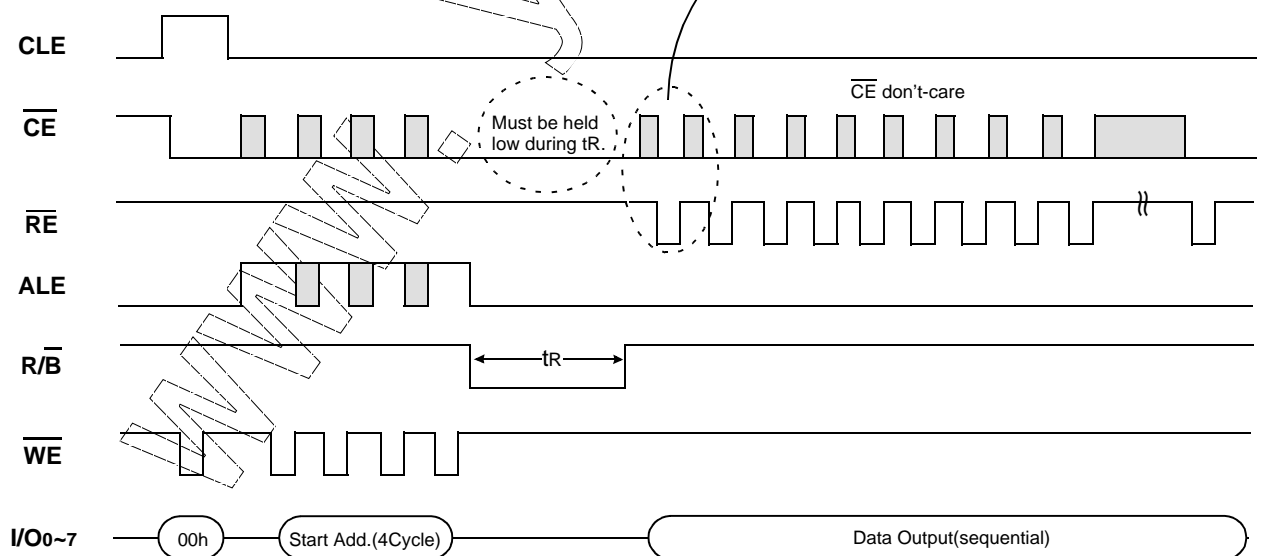 CLE
CE
CE don't-care
Must be held
low during tR.
RE
ALE
R/B
tR
WE
I/O0~7
00h
Start Add.(4Cycle)
Data Output(sequential)
www.